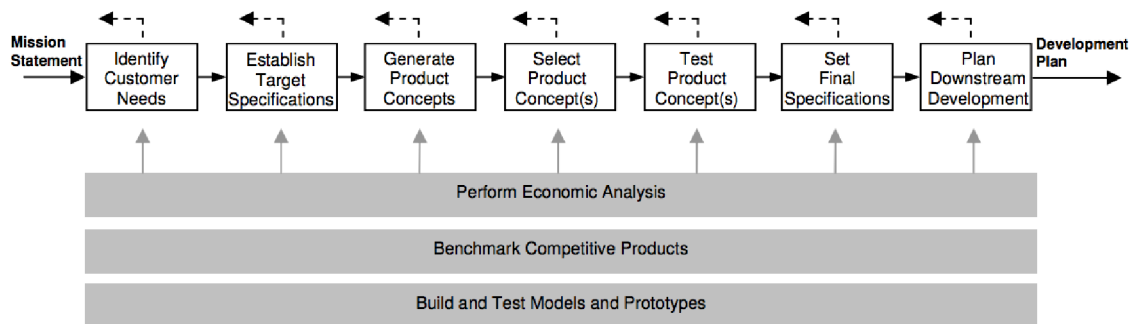 Mission
Statement
Identify
Customer
Needs
Establish
Target
Specifications
Generate
Product
Concepts
Select
Product
Concept(s)
Test
Product
Concept(s)
Set
Final
Specifications
Plan
Downstream
Development
Development
Plan
Perform Economic Analysis
Benchmark Competitive Products
Build and Test Models and Prototypes